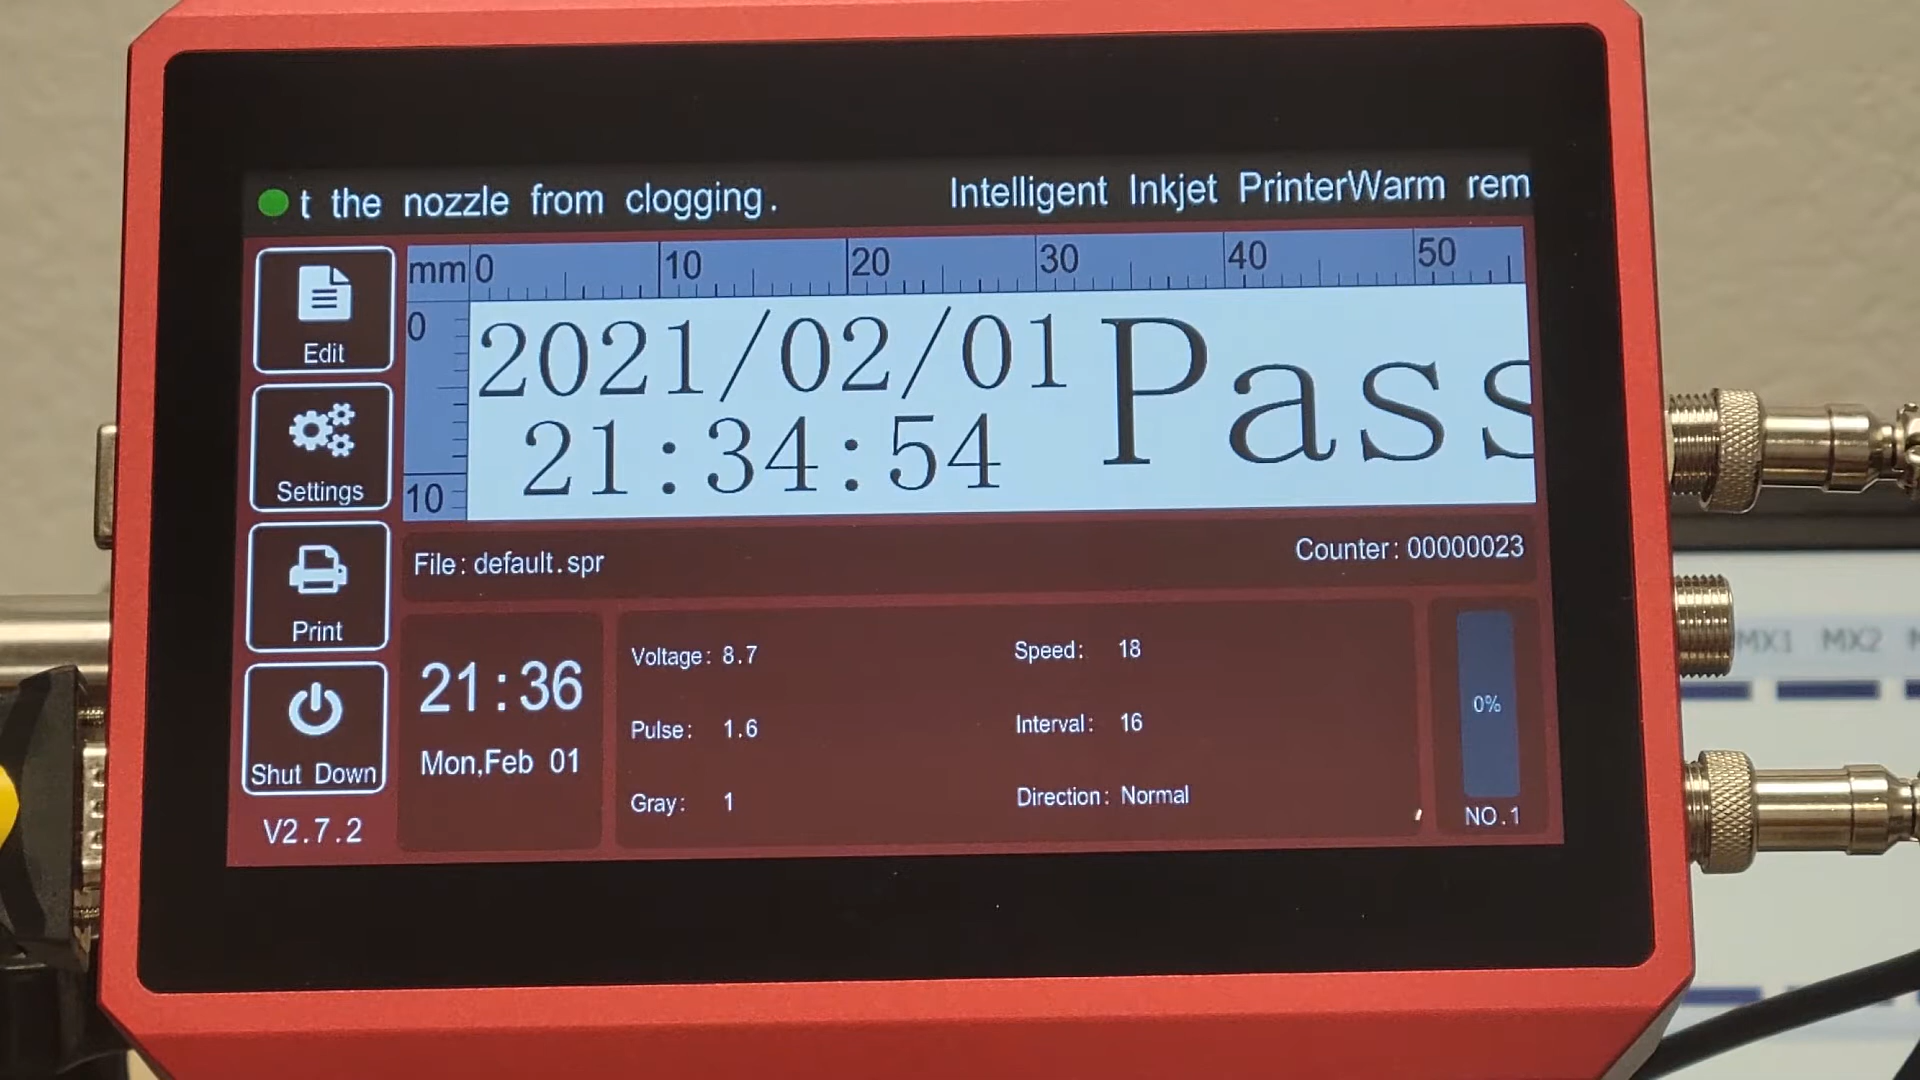 t the nozzle from clogging. Intelligent Inkjet PrinterWarm rem
mm 0 10 20 30 40 50
0
10
2021/02/01
21:34:54
Pass
Edit
Settings
Print
Shut Down
V2.7.2
File: default.spr
Counter: 00000023
21:36
Mon,Feb 01
Voltage: 8.7
Pulse: 1.6
Gray: 1
Speed: 18
Interval: 16
Direction: Normal
0%
NO.1
MX1 MX2